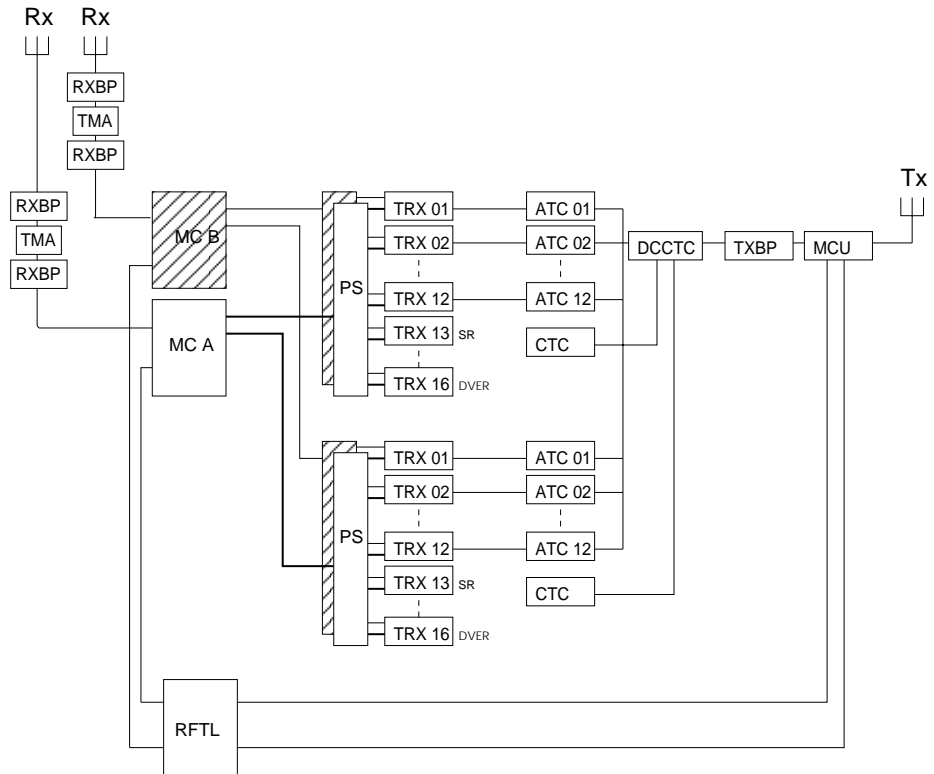 Rx Rx
RXBP
TMA
RXBP
Tx
RXBP
TMA
RXBP
MC B
MC A
PS
TRX 01 ATC 01
TRX 02 ATC 02
DCCTC TXBP MCU
TRX 12 ATC 12
TRX 13 SR
CTC
TRX 16 DVER
PS
TRX 01 ATC 01
TRX 02 ATC 02
TRX 12 ATC 12
TRX 13 SR
CTC
TRX 16 DVER
RFTL